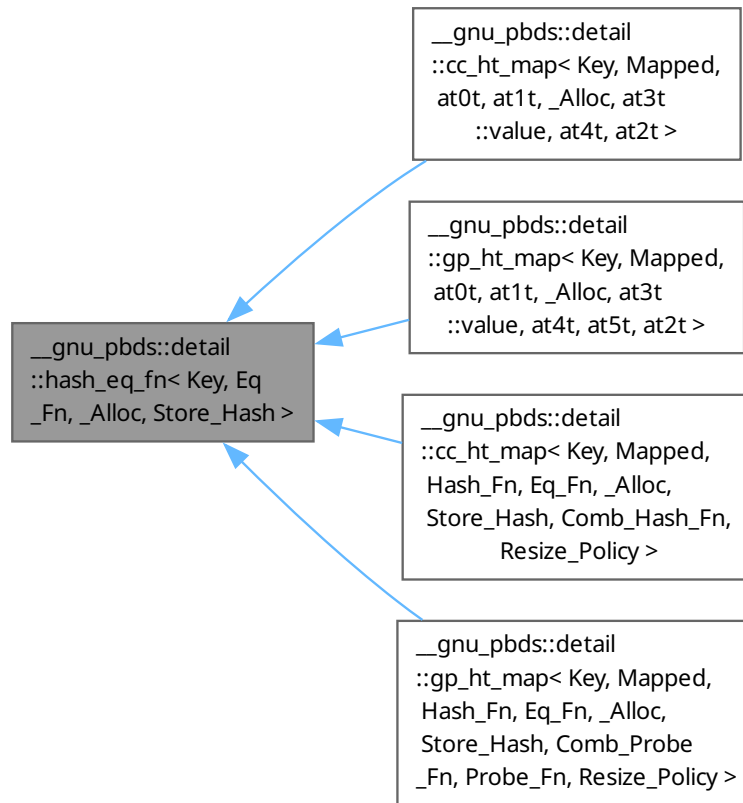 __gnu_pbds::detail
::cc_ht_map< Key, Mapped,
at0t, at1t, _Alloc, at3t
::value, at4t, at2t >
__gnu_pbds::detail
::gp_ht_map< Key, Mapped,
at0t, at1t, _Alloc, at3t
::value, at4t, at5t, at2t >
__gnu_pbds::detail
::hash_eq_fn< Key, Eq
_Fn, _Alloc, Store_Hash >
__gnu_pbds::detail
::cc_ht_map< Key, Mapped,
Hash_Fn, Eq_Fn, _Alloc,
Store_Hash, Comb_Hash_Fn,
Resize_Policy >
__gnu_pbds::detail
::gp_ht_map< Key, Mapped,
Hash_Fn, Eq_Fn, _Alloc,
Store_Hash, Comb_Probe
_Fn, Probe_Fn, Resize_Policy >